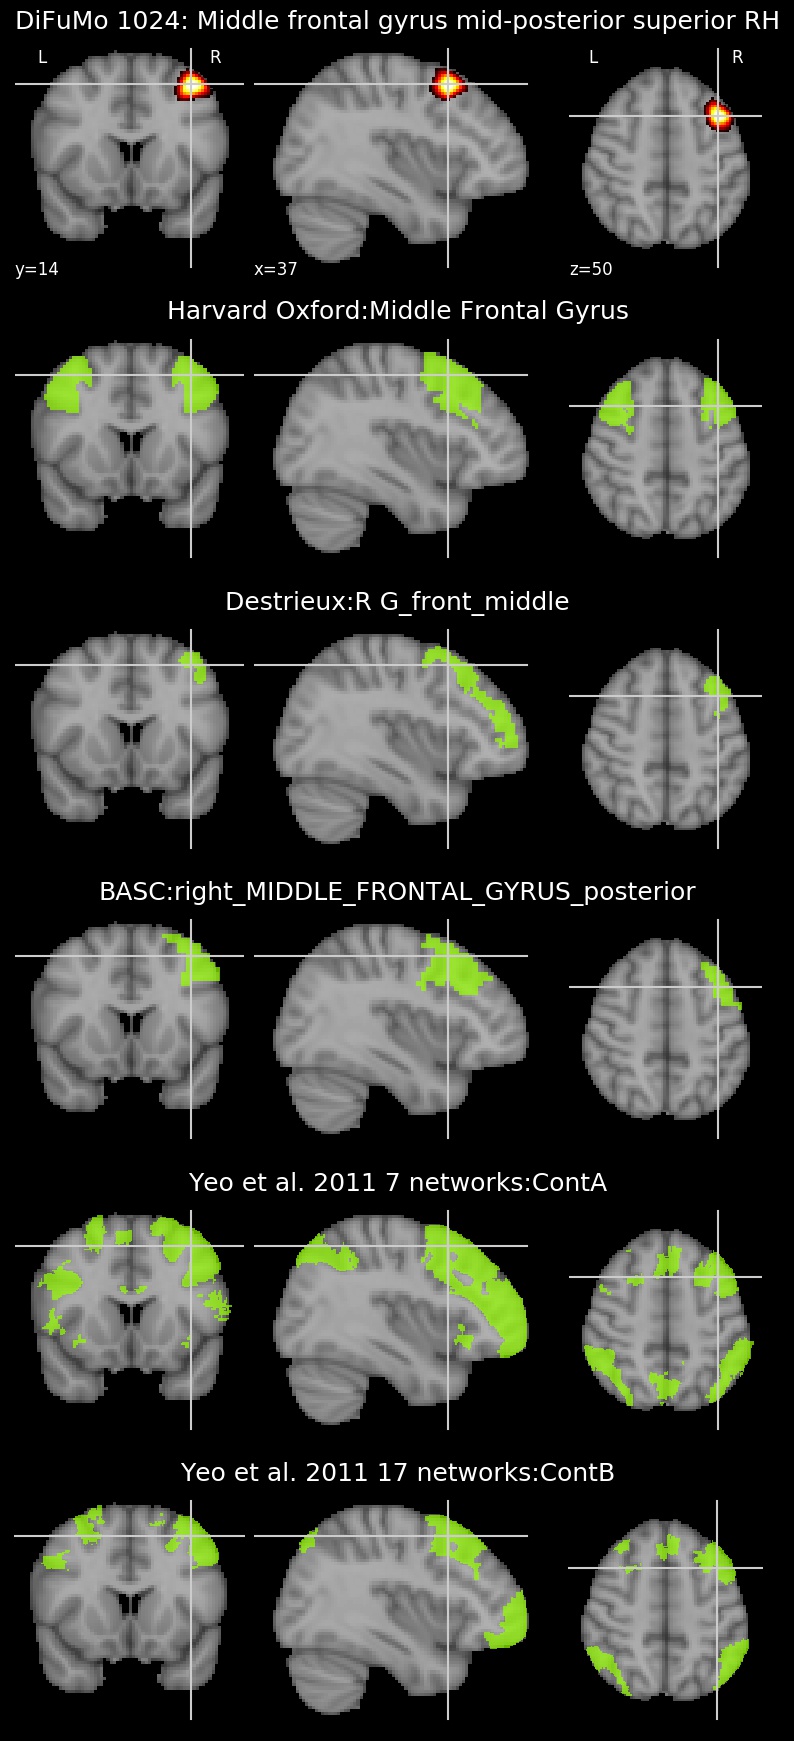 DiFuMo 1024: Middle frontal gyrus mid-posterior superior RH
L R L R
y=14 x=37 z=50
Harvard Oxford:Middle Frontal Gyrus
Destrieux:R G_front_middle
BASC:right_MIDDLE_FRONTAL_GYRUS_posterior
Yeo et al. 2011 7 networks:ContA
Yeo et al. 2011 17 networks:ContB